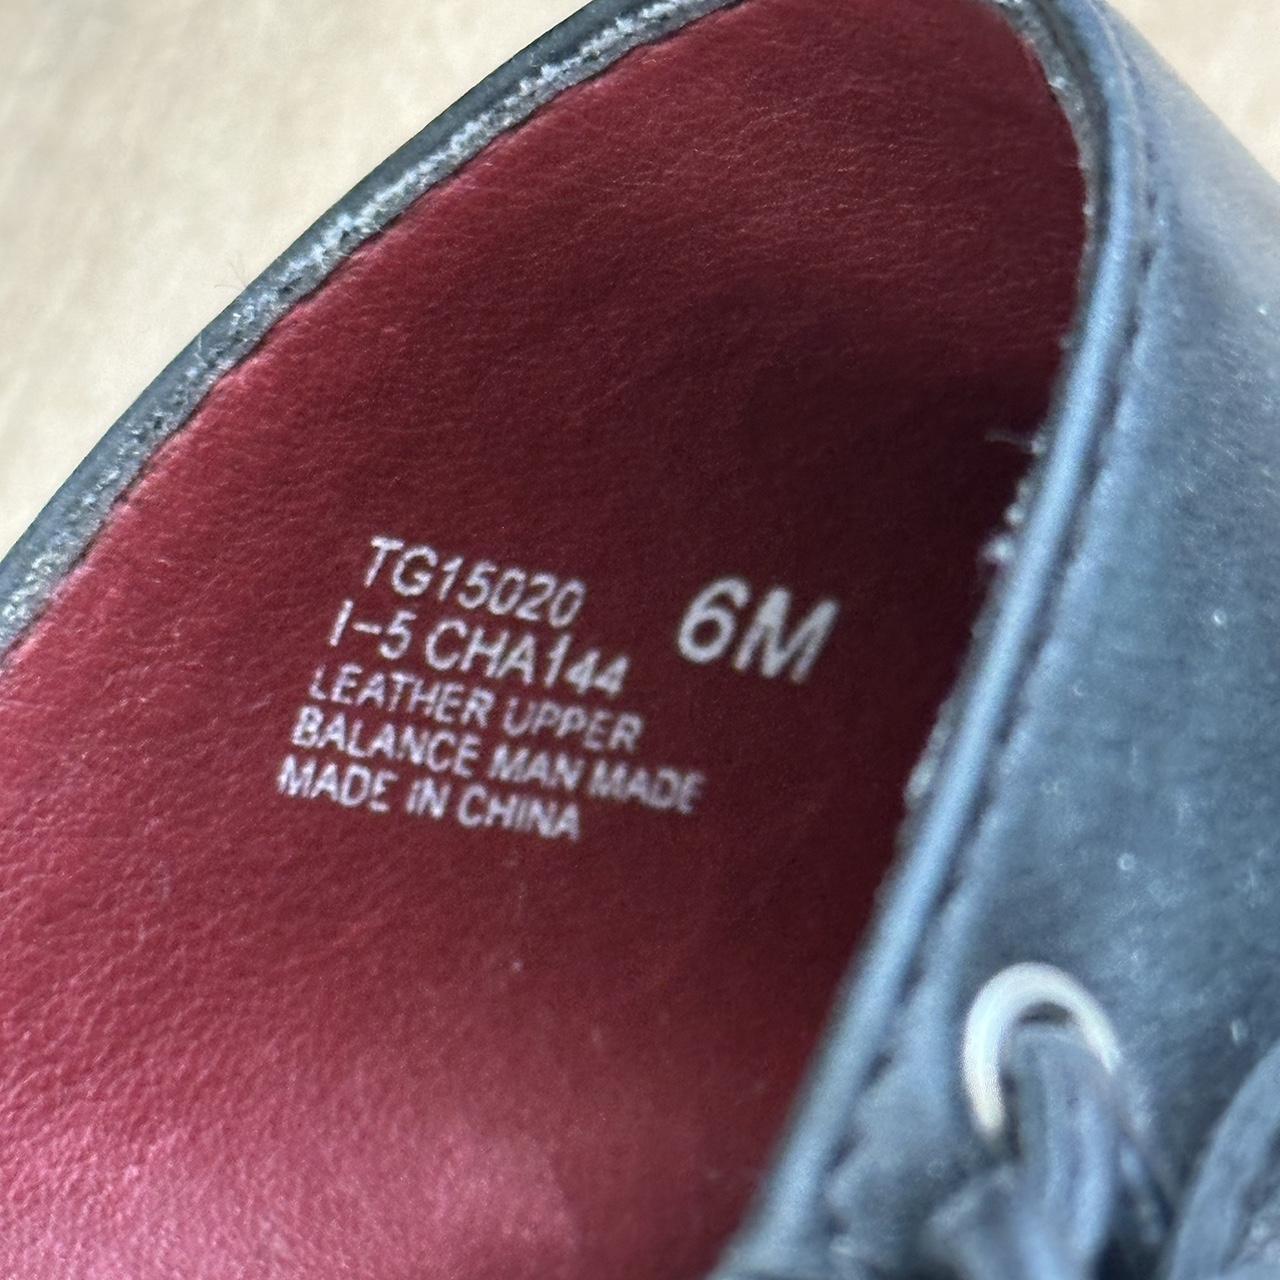 TG15020
I-5 CHA144
6M
LEATHER UPPER
BALANCE MAN MADE
MADE IN CHINA